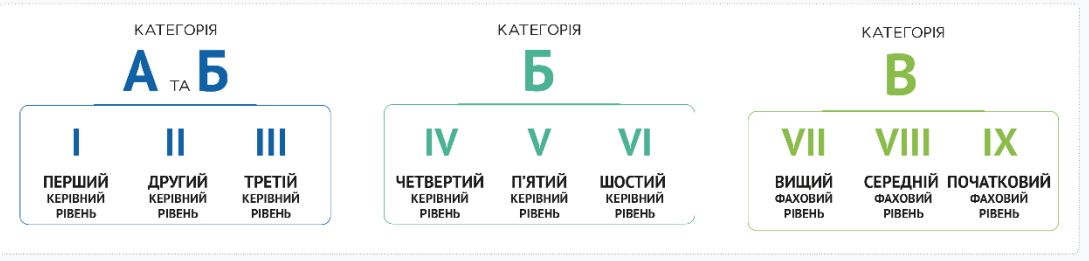 КАТЕГОРІЯ
А ТА Б
I II III
ПЕРШИЙ ДРУГИЙ ТРЕТІЙ
КЕРІВНИЙ КЕРІВНИЙ КЕРІВНИЙ
РІВЕНЬ РІВЕНЬ РІВЕНЬ
КАТЕГОРІЯ
Б
IV V VI
ЧЕТВЕРТИЙ П'ЯТИЙ ШОСТИЙ
КЕРІВНИЙ КЕРІВНИЙ КЕРІВНИЙ
РІВЕНЬ РІВЕНЬ РІВЕНЬ
КАТЕГОРІЯ
В
VII VIII IX
ВИЩИЙ СЕРЕДНІЙ ПОЧАТКОВИЙ
ФАХОВИЙ ФАХОВИЙ ФАХОВИЙ
РІВЕНЬ РІВЕНЬ РІВЕНЬ